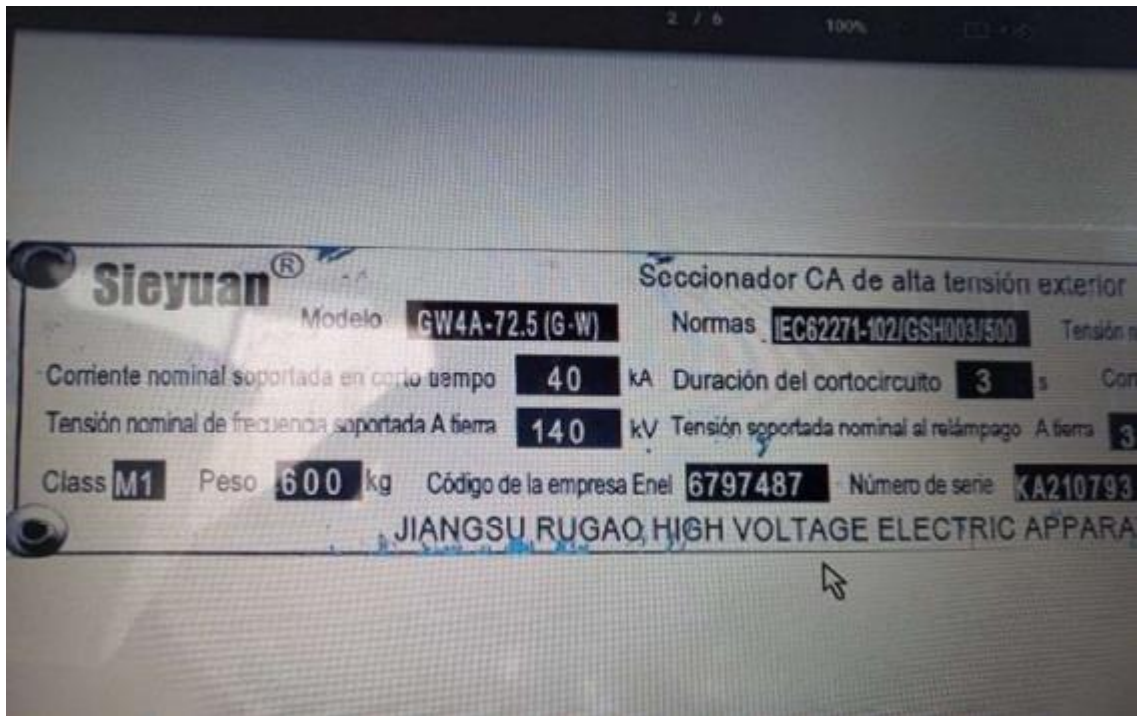 2 / 6 100%
Sieyuan®
Seccionador CA de alta tensión exterior
Modelo GW4A-72.5 (G-W) Normas IEC62271-102/GSH003/500 Tensión
Corriente nominal soportada en corto tiempo 40 kA Duración del cortocircuito 3 s
Tensión nominal de frecuencia soportada A tierra 140 kV Tensión soportada nominal al relámpago A tierra 3
Class M1 Peso 600 kg Código de la empresa Enel 6797487 Número de serie KA210793
JIANGSU RUGAO HIGH VOLTAGE ELECTRIC APPARA